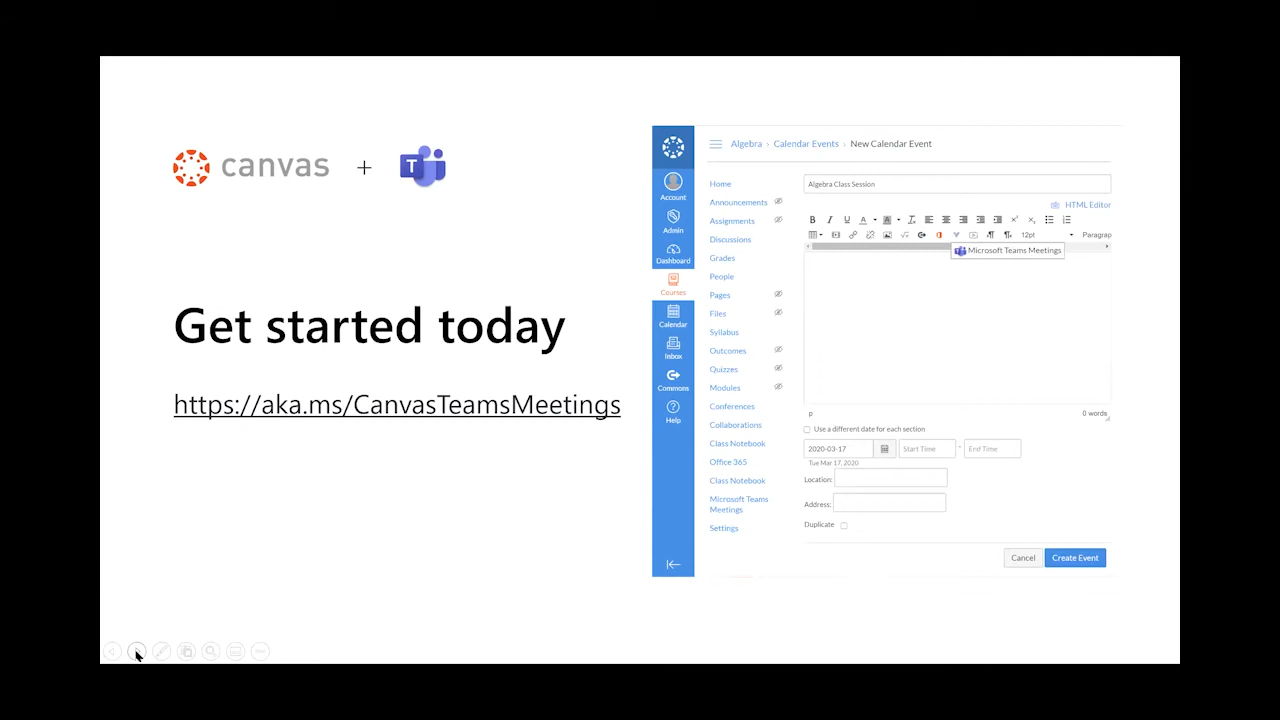 canvas + T
Get started today
https://aka.ms/CanvasTeamsMeetings
Account
Admin
Dashboard
Courses
Calendar
Inbox
Commons
Help
Algebra › Calendar Events › New Calendar Event
Home
Announcements
Assignments
Discussions
Grades
People
Pages
Files
Syllabus
Outcomes
Quizzes
Modules
Conferences
Collaborations
Class Notebook
Office 365
Class Notebook
Microsoft Teams
Meetings
Settings
Algebra Class Session
HTML Editor
B I U A A
12pt Paragrap
Microsoft Teams Meetings
p 0 words
Use a different date for each section
2020-03-17 Start Time - End Time
Tue Mar 17, 2020
Location:
Address:
Duplicate
Cancel Create Event